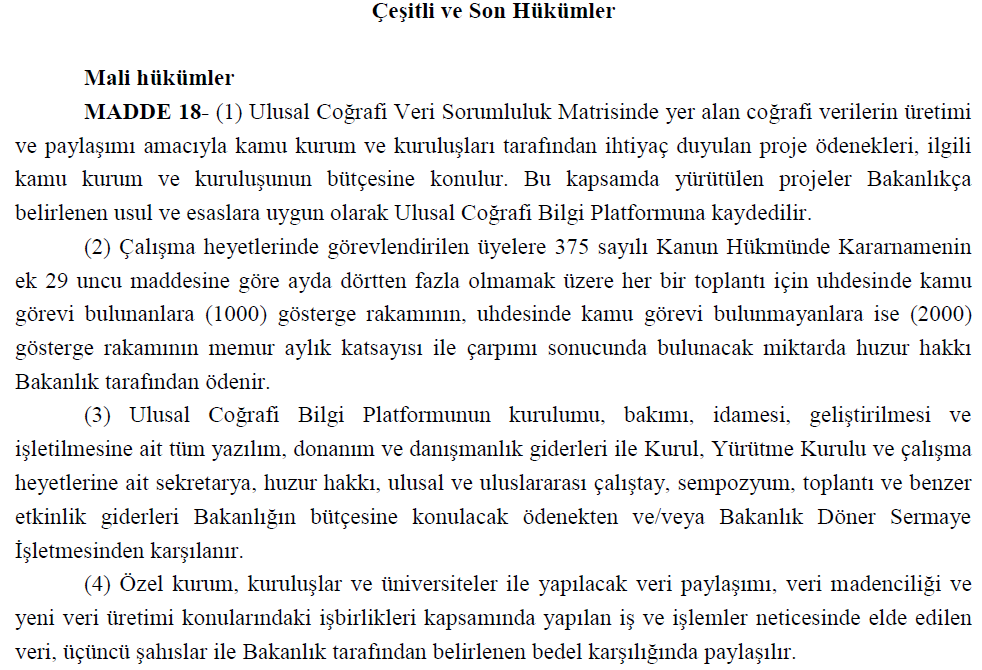 Çeşitli ve Son Hükümler
Mali hükümler
MADDE 18- (1) Ulusal Coğrafi Veri Sorumluluk Matrisinde yer alan coğrafi verilerin üretimi
ve paylaşımı amacıyla kamu kurum ve kuruluşları tarafından ihtiyaç duyulan proje ödenekleri, ilgili
kamu kurum ve kuruluşunun bütçesine konulur. Bu kapsamda yürütülen projeler Bakanlıkça
belirlenen usul ve esaslara uygun olarak Ulusal Coğrafi Bilgi Platformuna kaydedilir.
(2) Çalışma heyetlerinde görevlendirilen üyelere 375 sayılı Kanun Hükmünde Kararnamenin
ek 29 uncu maddesine göre ayda dörtten fazla olmamak üzere her bir toplantı için uhdesinde kamu
görevi bulunanlara (1000) gösterge rakamının, uhdesinde kamu görevi bulunmayanlara ise (2000)
gösterge rakamının memur aylık katsayısı ile çarpımı sonucunda bulunacak miktarda huzur hakkı
Bakanlık tarafından ödenir.
(3) Ulusal Coğrafi Bilgi Platformunun kurulumu, bakımı, idamesi, geliştirilmesi ve
işletilmesine ait tüm yazılım, donanım ve danışmanlık giderleri ile Kurul, Yürütme Kurulu ve çalışma
heyetlerine ait sekretarya, huzur hakkı, ulusal ve uluslararası çalıştay, sempozyum, toplantı ve benzer
etkinlik giderleri Bakanlığın bütçesine konulacak ödenekten ve/veya Bakanlık Döner Sermaye
İşletmesinden karşılanır.
(4) Özel kurum, kuruluşlar ve üniversiteler ile yapılacak veri paylaşımı, veri madenciliği ve
yeni veri üretimi konularındaki işbirlikleri kapsamında yapılan iş ve işlemler neticesinde elde edilen
veri, üçüncü şahıslar ile Bakanlık tarafından belirlenen bedel karşılığında paylaşılır.